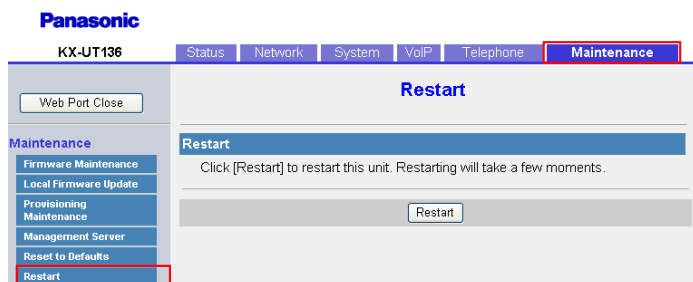 Panasonic
KX-UT136
Status Network System VoIP Telephone Maintenance
Web Port Close
Restart
Maintenance
Firmware Maintenance
Local Firmware Update
Provisioning
Maintenance
Management Server
Reset to Defaults
Restart
Restart
Click [Restart] to restart this unit. Restarting will take a few moments.
Restart